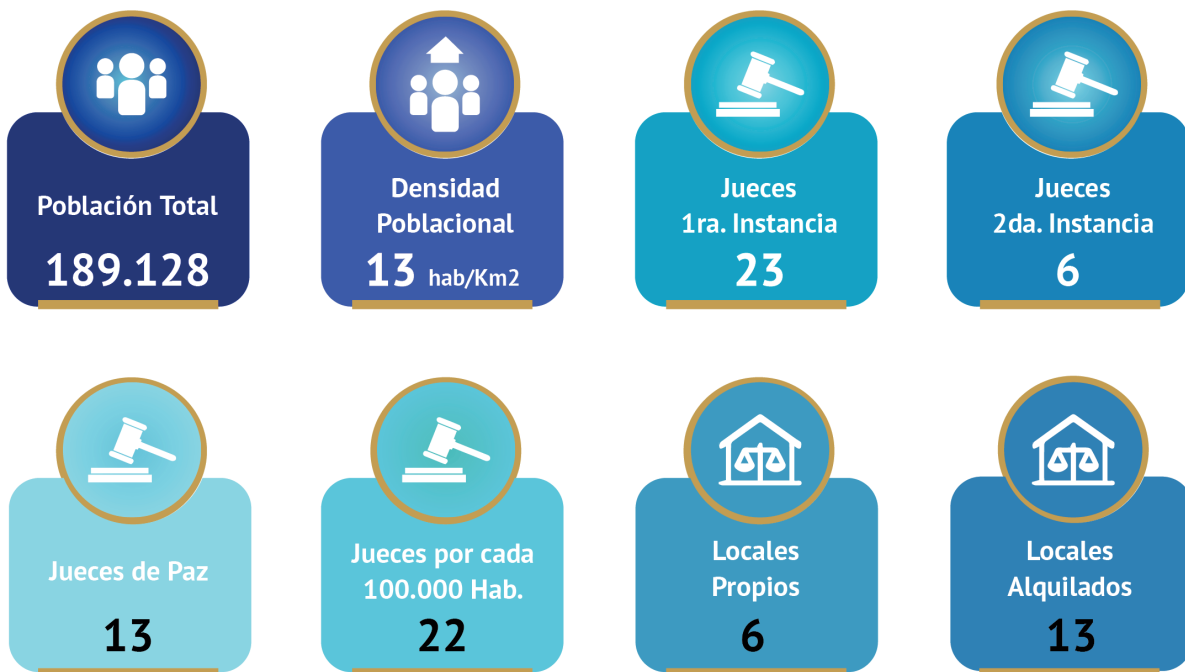 Población Total
189.128
Densidad
Poblacional
13 hab/Km2
Jueces
1ra. Instancia
23
Jueces
2da. Instancia
6
Jueces de Paz
13
Jueces por cada
100.000 Hab.
22
Locales
Propios
6
Locales
Alquilados
13